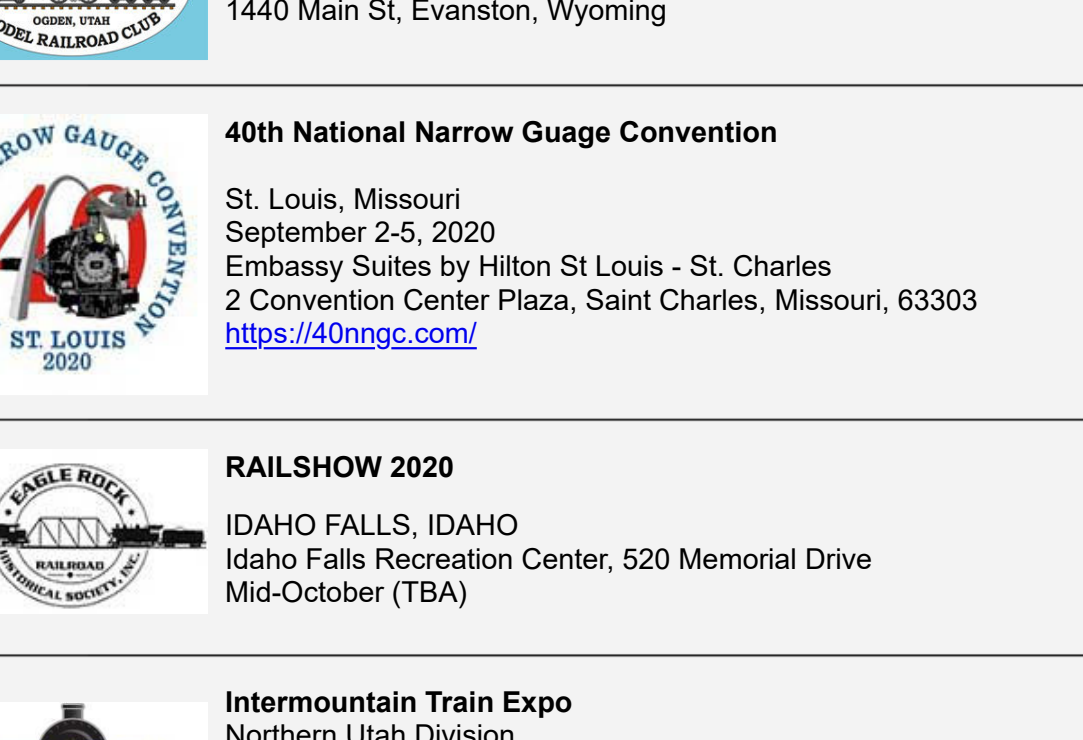 OGDEN, UTAH
MODEL RAILROAD CLUB
1440 Main St, Evanston, Wyoming
40th National Narrow Guage Convention
ROW GAUGE CONVENTION
40th
ST. LOUIS
2020
St. Louis, Missouri
September 2-5, 2020
Embassy Suites by Hilton St Louis - St. Charles
2 Convention Center Plaza, Saint Charles, Missouri, 63303
https://40nngc.com/
RAILSHOW 2020
EAGLE ROCK
RAILROAD
HISTORICAL SOCIETY, INC.
IDAHO FALLS, IDAHO
Idaho Falls Recreation Center, 520 Memorial Drive
Mid-October (TBA)
Intermountain Train Expo
Northern Utah Division